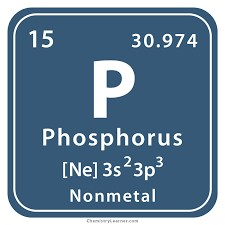 15 30.974
P
Phosphorus
[Ne] 3s²3p³
Nonmetal
ChemistryLearner.com